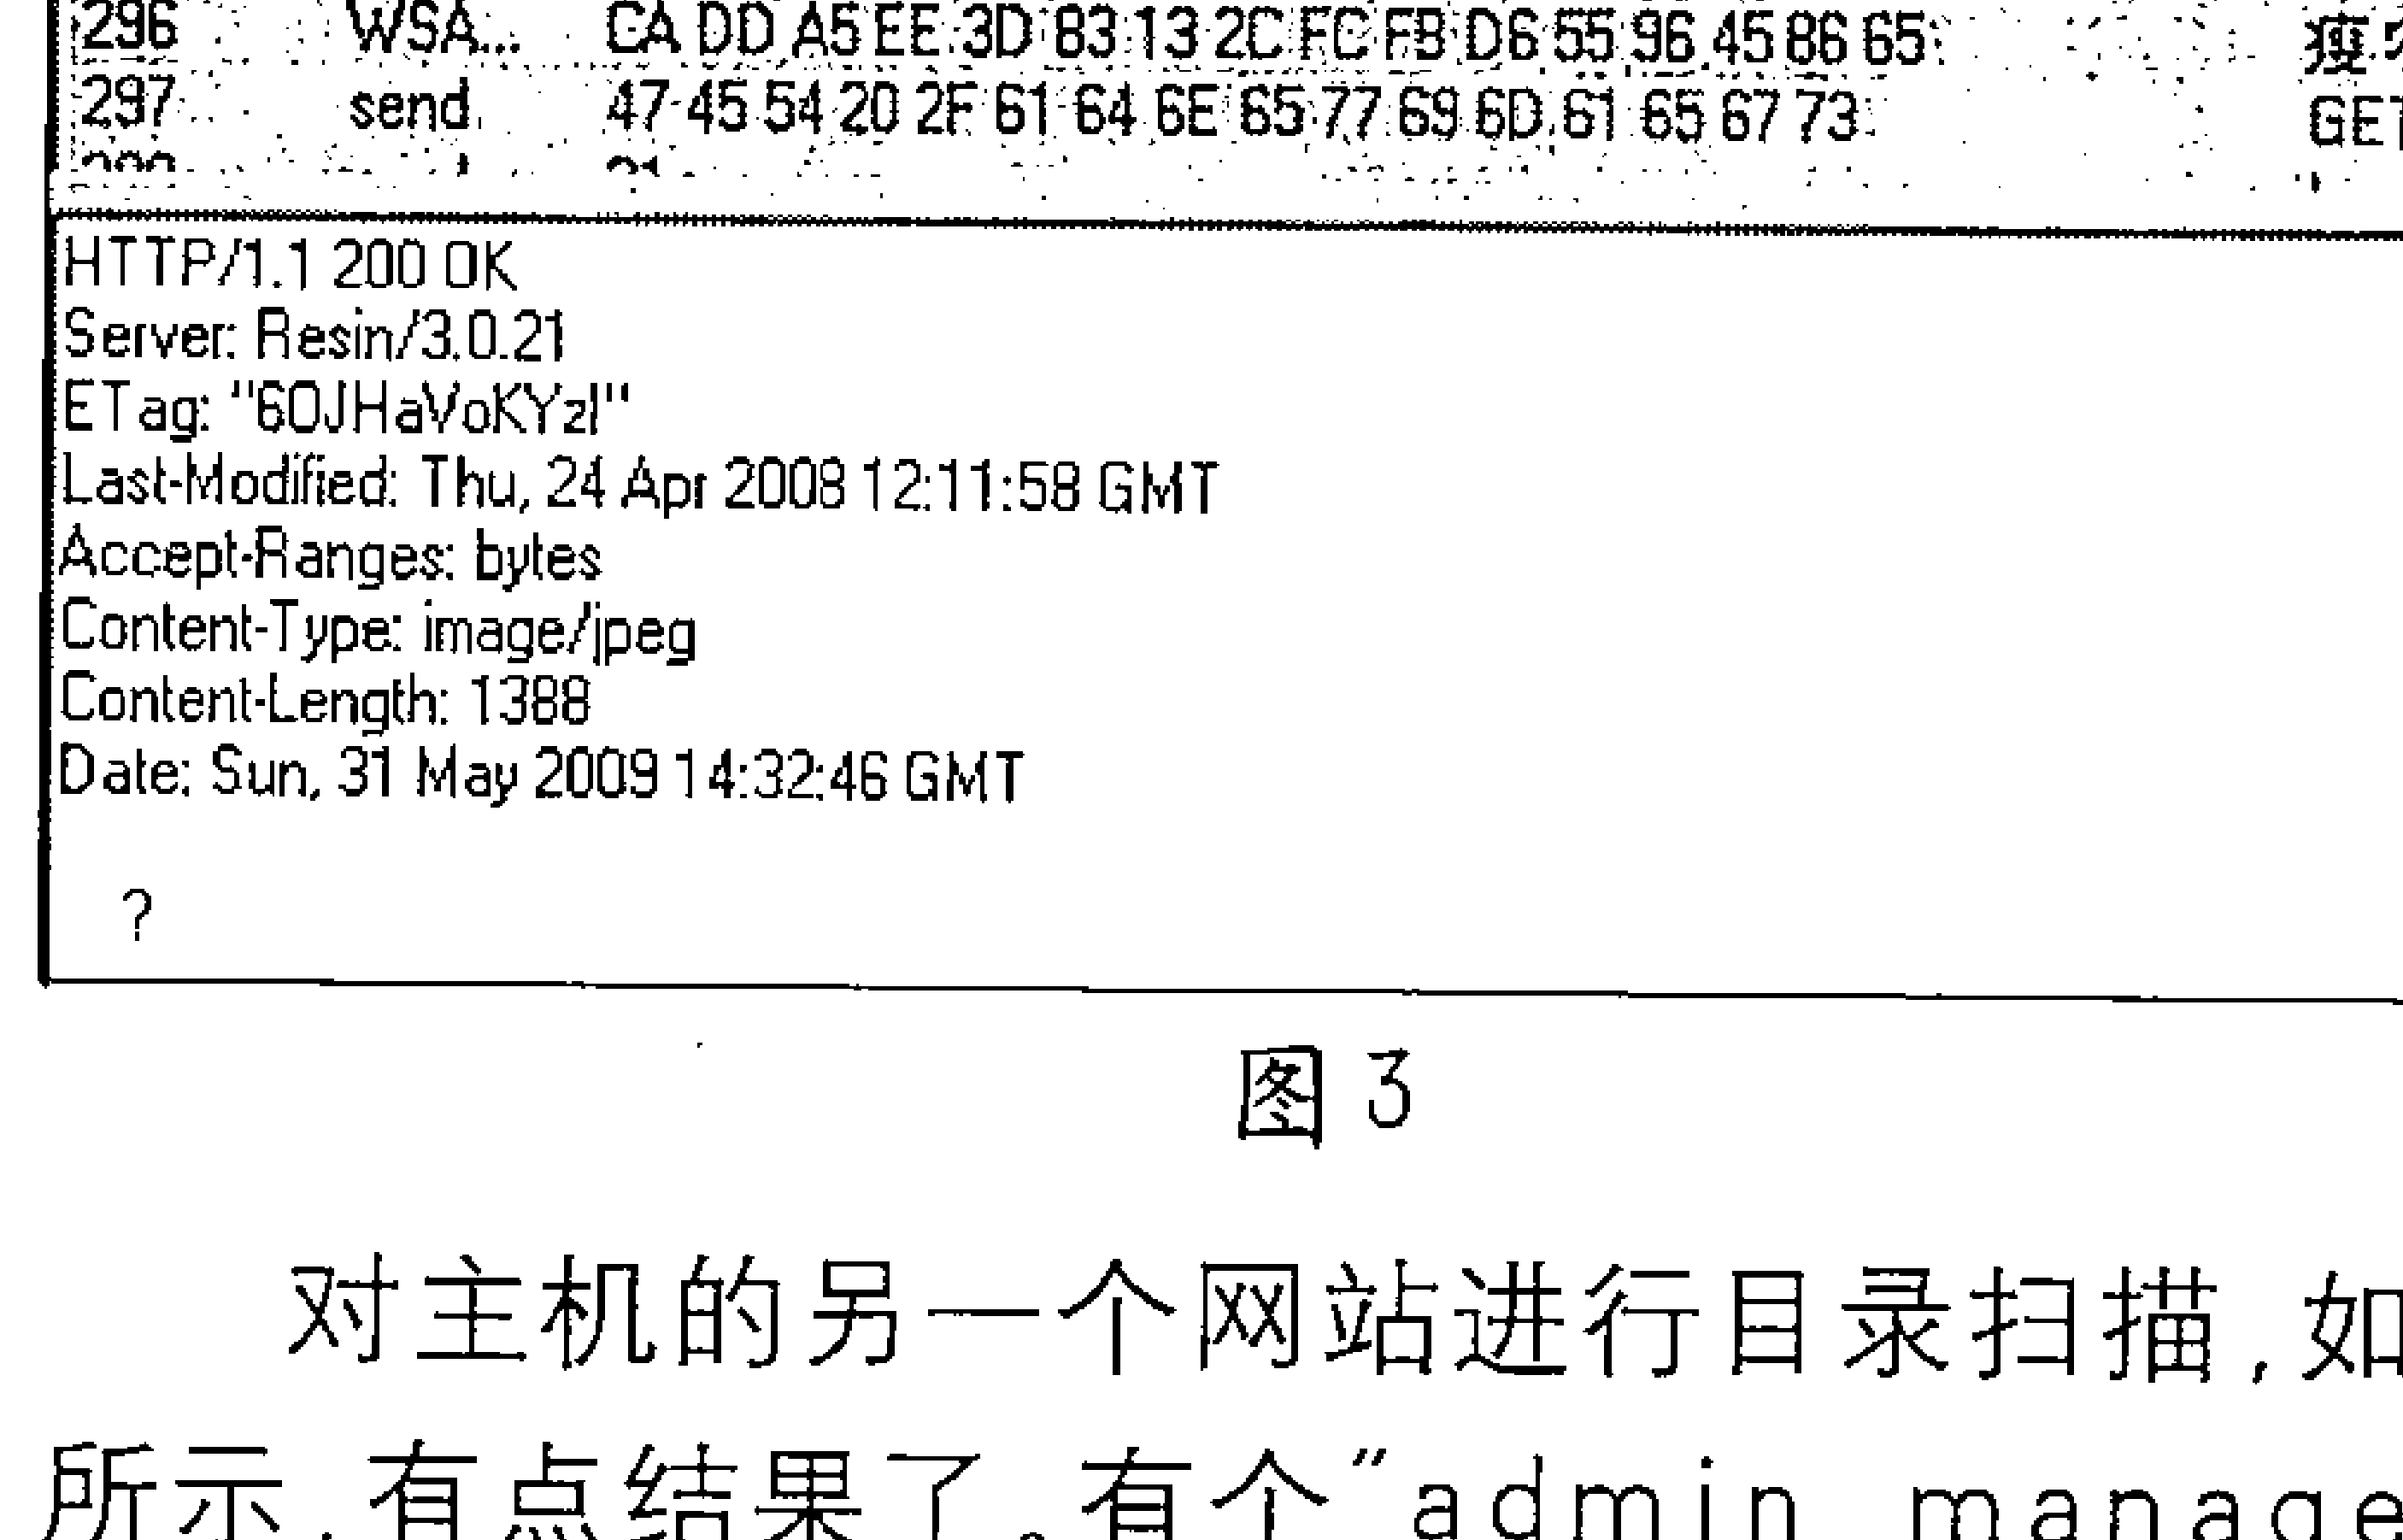 296 WSA... CA DD A5 EE 3D 83 13 2C FC FB D6 55 96 45 86 65
297 send 47 45 54 20 2F 61 64 6E 65 77 69 6D 61 65 67 73 GET
HTTP/1.1 200 OK
Server: Resin/3.0.21
ETag: "6OJHaVoKYzI"
Last-Modified: Thu, 24 Apr 2008 12:11:58 GMT
Accept-Ranges: bytes
Content-Type: image/jpeg
Content-Length: 1388
Date: Sun, 31 May 2009 14:32:46 GMT
?
图 3
对主机的另一个网站进行目录扫描,如
所示,有点结果了。有个"admin manage